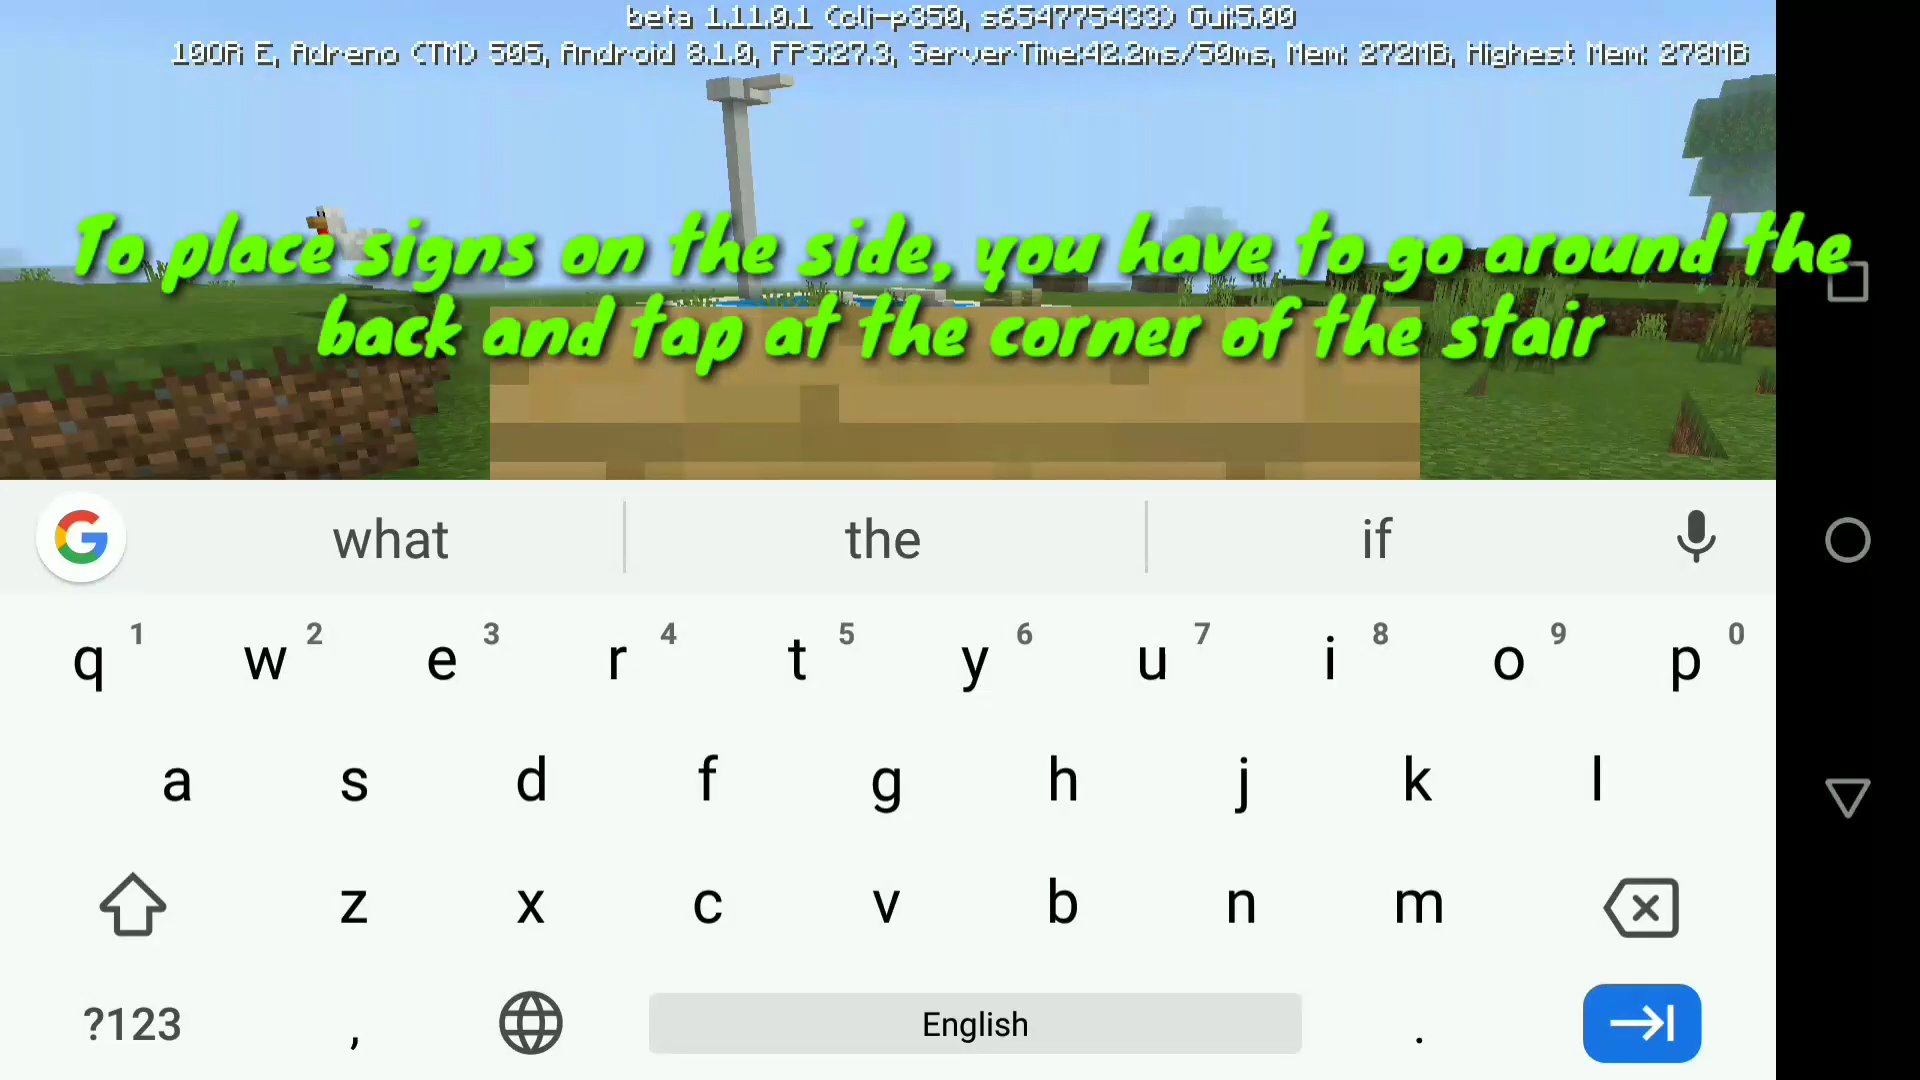 beta 1.11.0.1 (cli-p350, s654775433) Gui:5.00
190R E, Adreno (TM) 505, Android 8.1.0, FPS:27.3, ServerTime:42.2ms/50ms, Mem: 272MB, Highest Mem: 278MB
To place signs on the side, you have to go around the
back and tap at the corner of the stair
what the if
q 1 w 2 e 3 r 4 t 5 y 6 u 7 i 8 o 9 p 0
a s d f g h j k l
z x c v b n m
?123 , English .